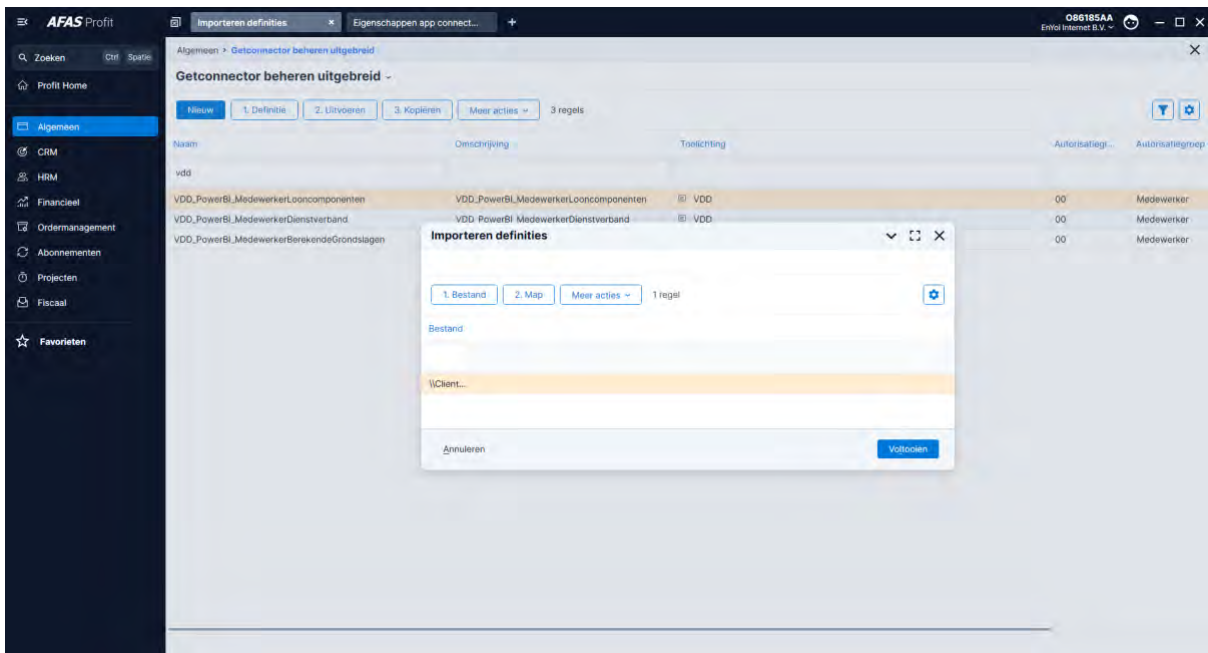 AFAS Profit
Importeren definities ×
Eigenschappen app connect...
+
O86185AA
EnYoi Internet B.V.
Zoeken Ctrl Spatie
Profit Home
Algemeen
CRM
HRM
Financieel
Ordermanagement
Abonnementen
Projecten
Fiscaal
Favorieten
Algemeen › Getconnector beheren uitgebreid
Getconnector beheren uitgebreid
Nieuw 1. Definitie 2. Uitvoeren 3. Kopiëren Meer acties 3 regels
Naam Omschrijving Toelichting Autorisatiegr... Autorisatiegroep
vdd
VDD_PowerBI_MedewerkerLooncomponenten VDD_PowerBI_MedewerkerLooncomponenten VDD 00 Medewerker
VDD_PowerBI_MedewerkerDienstverband VDD_PowerBI_MedewerkerDienstverband VDD 00 Medewerker
VDD_PowerBI_MedewerkerBerekendeGrondslagen 00 Medewerker
Importeren definities
1. Bestand 2. Map Meer acties 1 regel
Bestand
\\Client...
Annuleren Voltooien